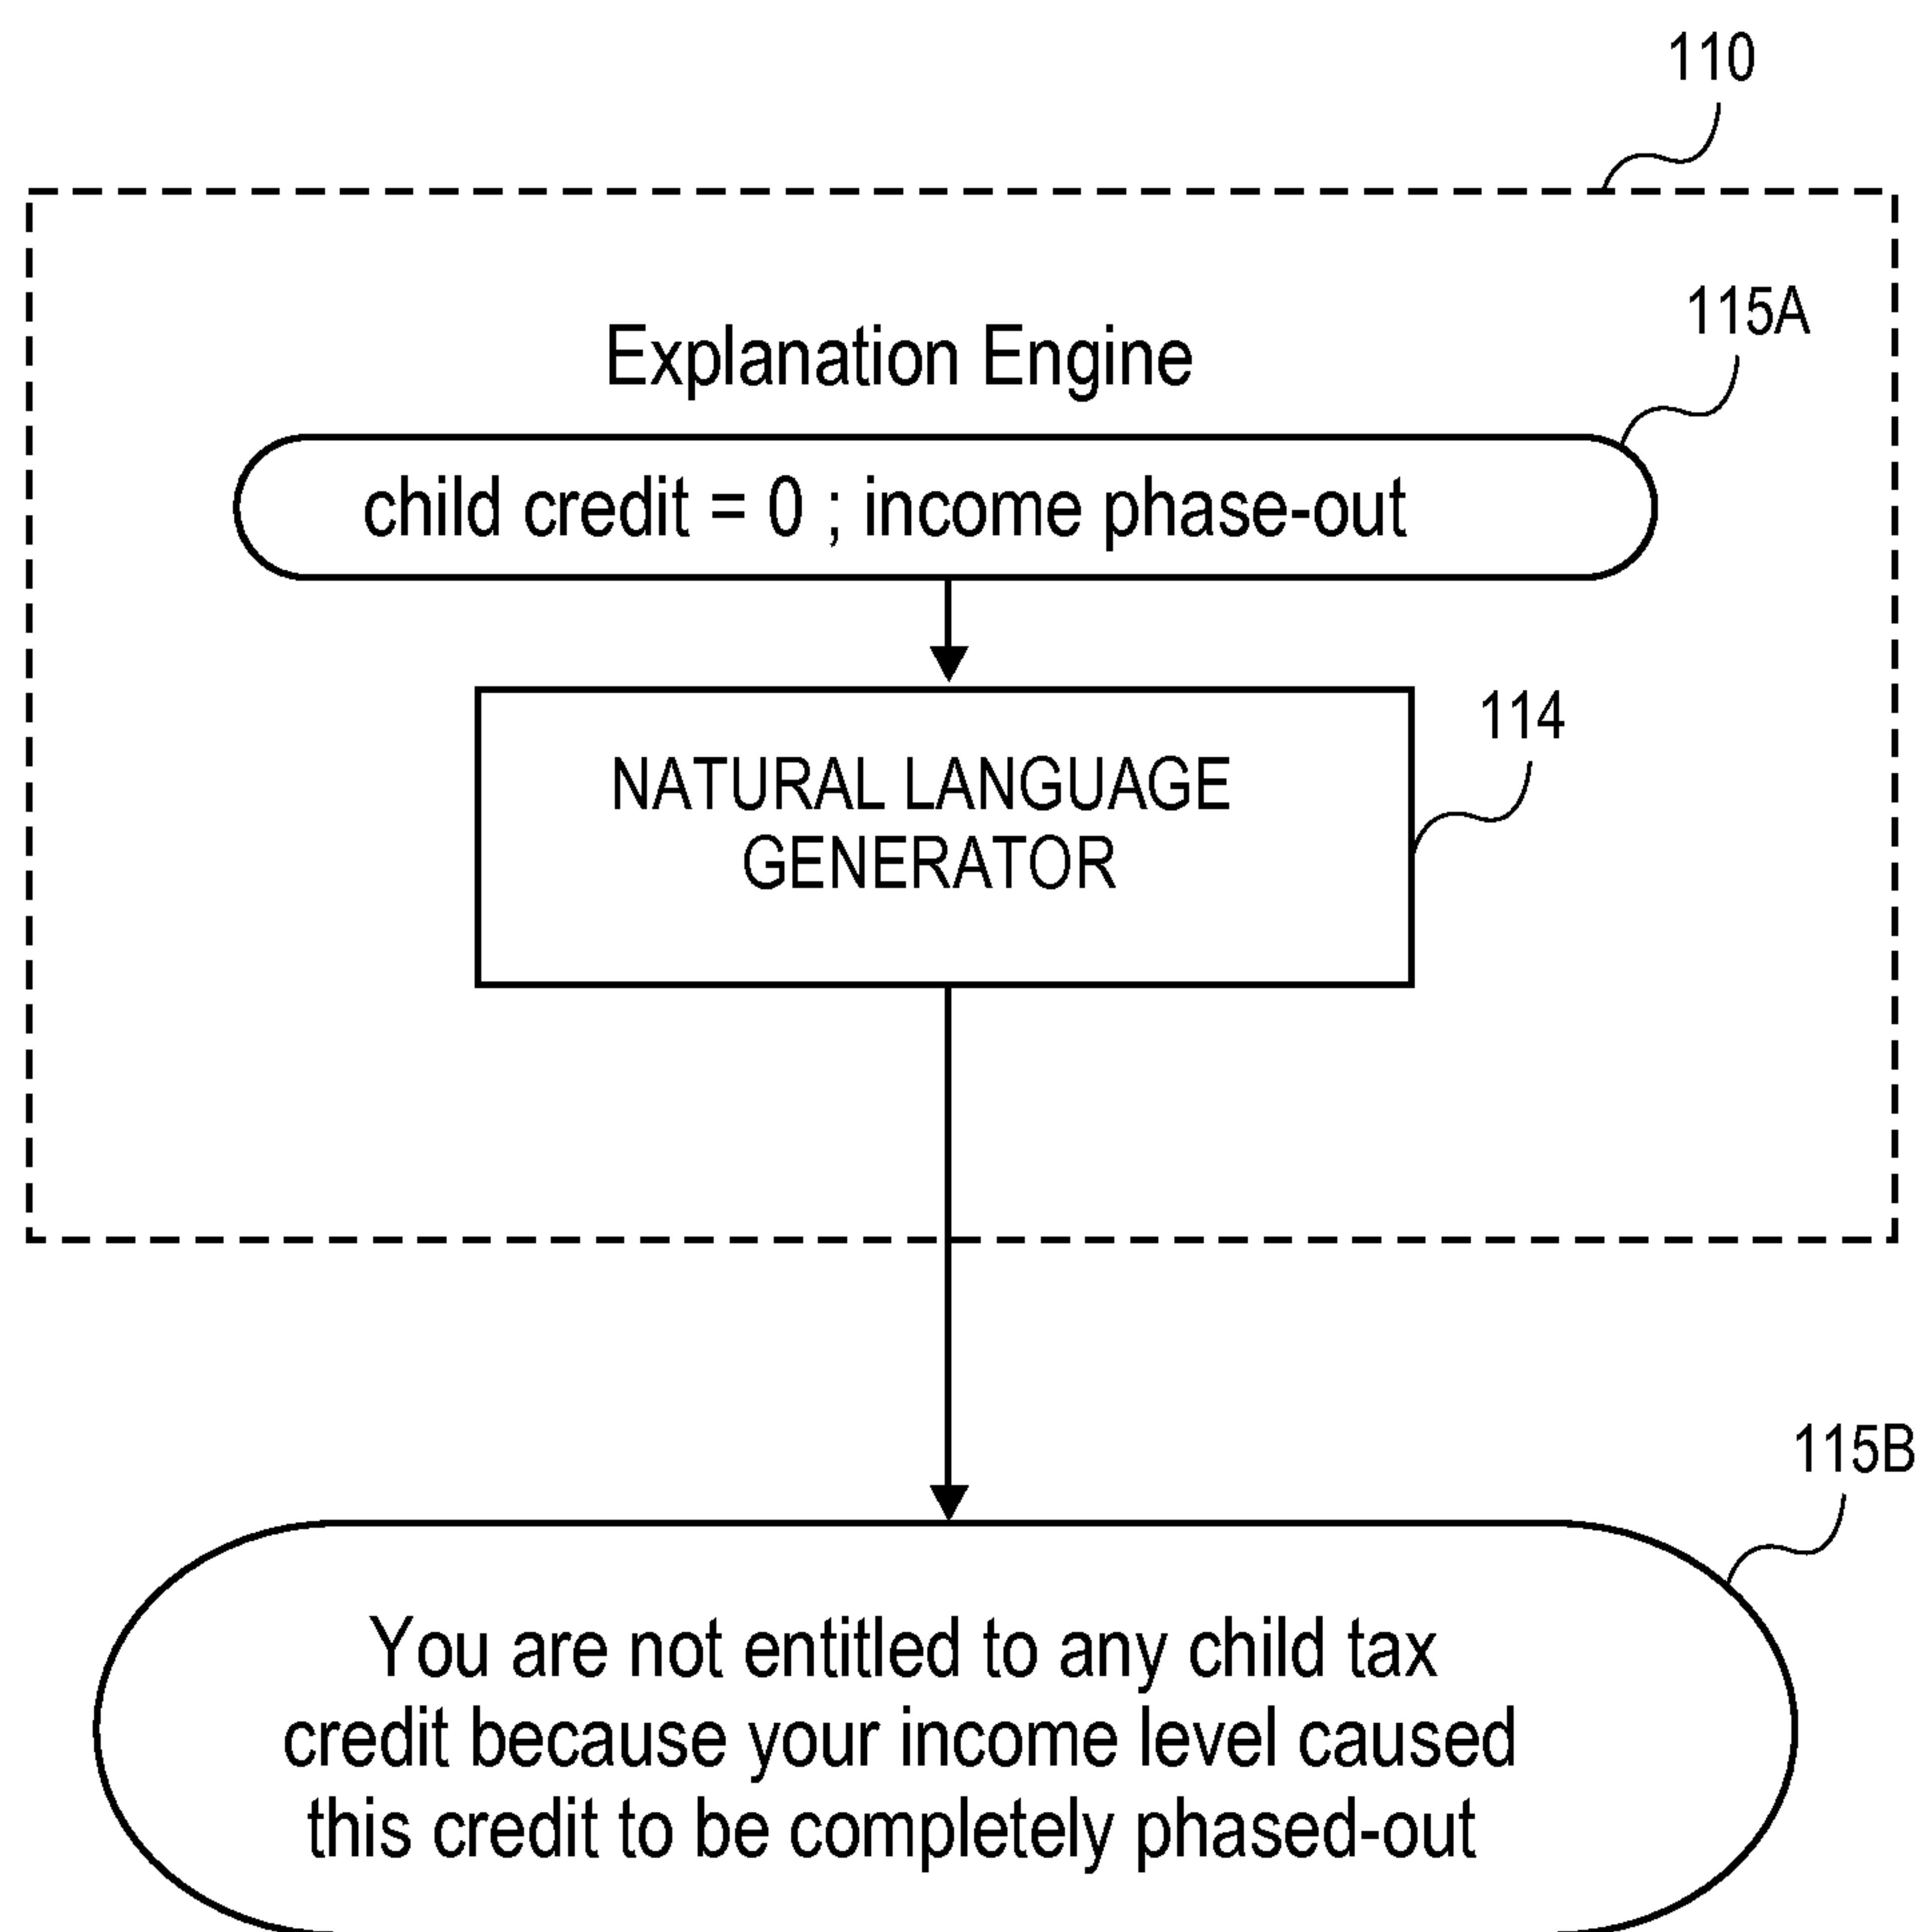 110
115A
Explanation Engine
child credit = 0 ; income phase-out
114
NATURAL LANGUAGE
GENERATOR
115B
You are not entitled to any child tax
credit because your income level caused
this credit to be completely phased-out